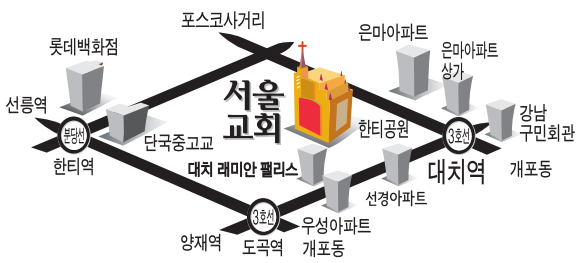 포스코사거리
은마아파트
롯데백화점
은마아파트
상가
선릉역
서울
교회
강남
구민회관
분당선
단국중고교
한티공원
3호선
한티역
대치 래미안 팰리스
대치역
개포동
선경아파트
3호선
우성아파트
양재역
도곡역
개포동